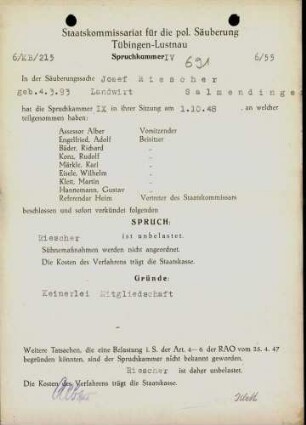 Staatskommissariat für die pol. Säuberung
Tübingen-Lustnau
6/KB/215 Spruchkammer IV 691 6/55
In der Säuberungssache Josef Riescher
geb. 4.3.93 Landwirt Salmendingen
hat die Spruchkammer IX in ihrer Sitzung am 1.10.48 , an welcher
teilgenommen haben:
Assessor Alber Vorsitzender
Engelfried, Adolf Beisitzer
Bäder, Richard "
Konz, Rudolf "
Märkle, Karl "
Eisele, Wilhelm "
Klett, Martin "
Hannemann, Gustav "
Referendar Heim Vertreter des Staatskommissars
beschlossen und sofort verkündet folgenden
SPRUCH:
Riescher ist unbelastet.
Sühnemaßnahmen werden nicht angeordnet.
Die Kosten des Verfahrens trägt die Staatskasse.
Gründe:
Keinerlei Mitgliedschaft
Weitere Tatsachen, die eine Belastung i. S. der Art. 4—6 der RAO vom 25. 4. 47
begründen könnten, sind der Spruchkammer nicht bekannt geworden.
Riescher ist daher unbelastet.
Die Kosten des Verfahrens trägt die Staatskasse.